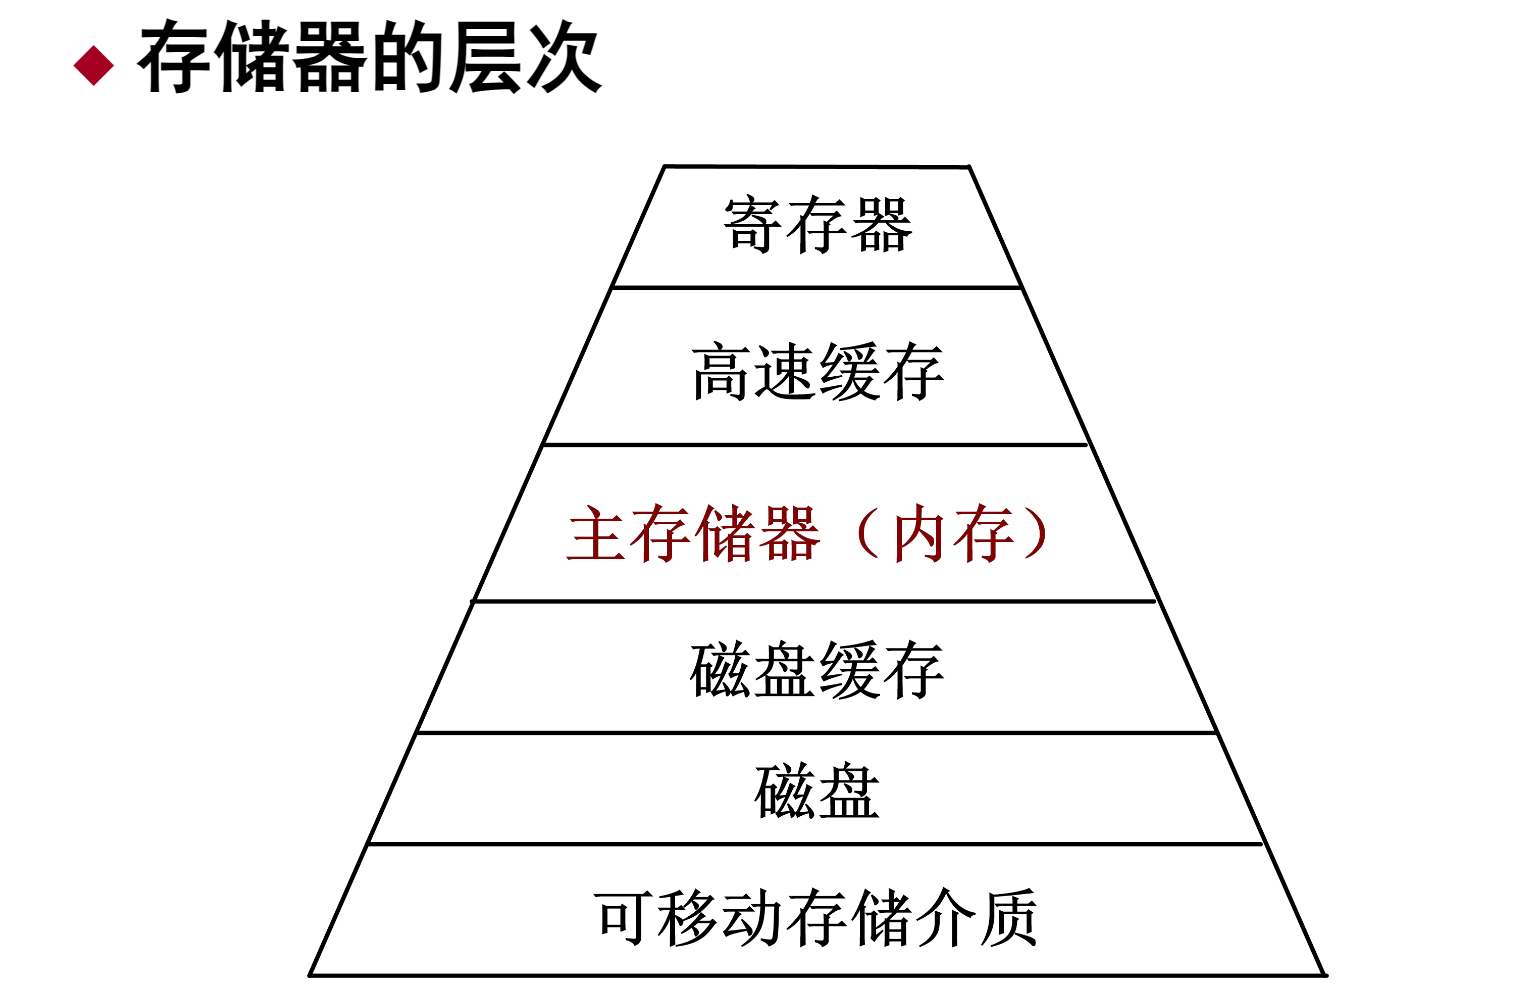 存储器的层次
寄存器
高速缓存
主存储器（内存）
磁盘缓存
磁盘
可移动存储介质